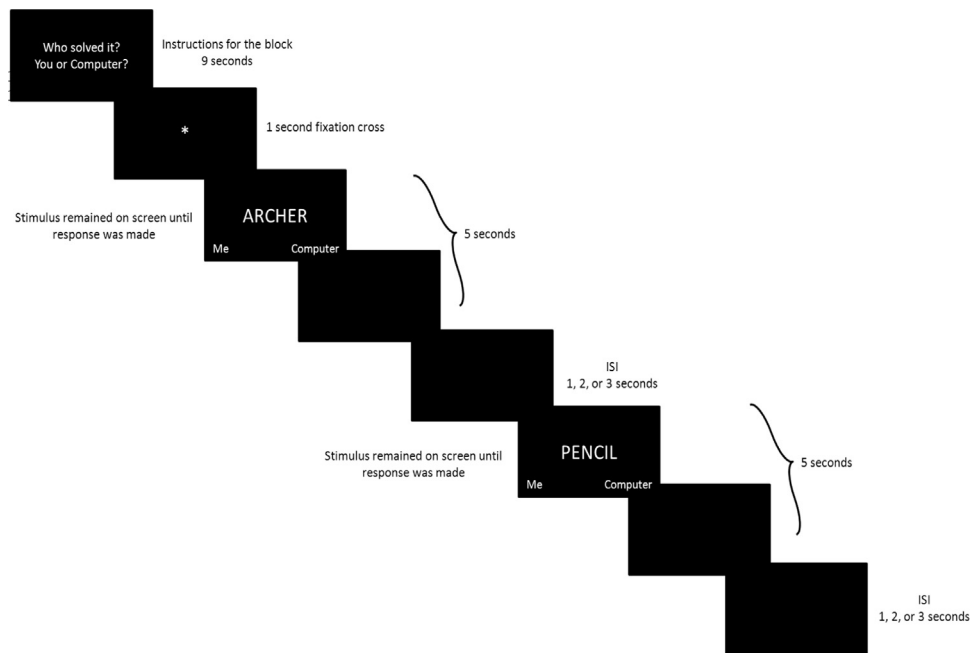 Who solved it?
You or Computer?
Instructions for the block
9 seconds
*
1 second fixation cross
Stimulus remained on screen until
response was made
ARCHER
Me Computer
5 seconds
ISI
1, 2, or 3 seconds
Stimulus remained on screen until
response was made
PENCIL
Me Computer
5 seconds
ISI
1, 2, or 3 seconds